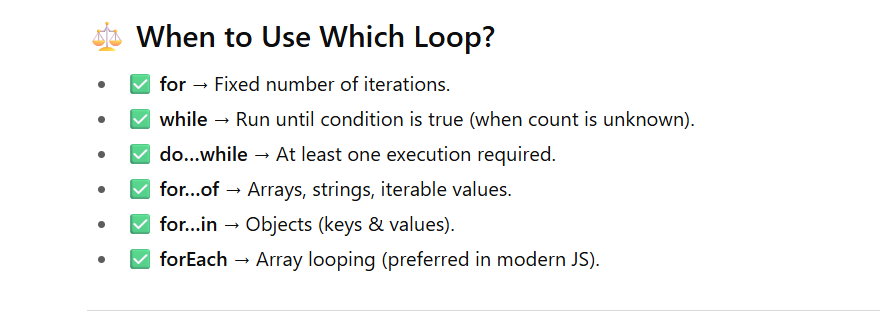 ⚖️ When to Use Which Loop?
• ✅ for → Fixed number of iterations.
• ✅ while → Run until condition is true (when count is unknown).
• ✅ do...while → At least one execution required.
• ✅ for...of → Arrays, strings, iterable values.
• ✅ for...in → Objects (keys & values).
• ✅ forEach → Array looping (preferred in modern JS).